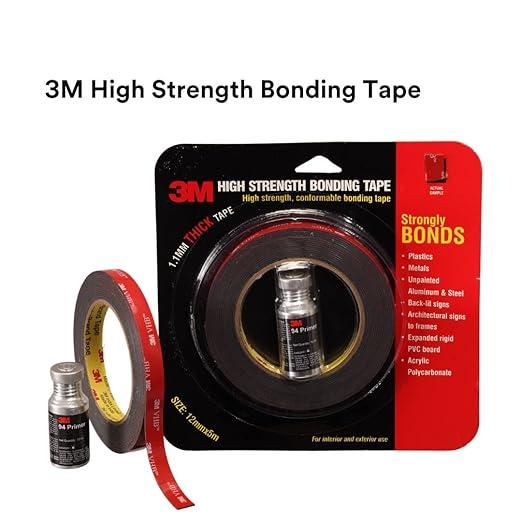 3M High Strength Bonding Tape
3M HIGH STRENGTH BONDING TAPE
High strength, conformable bonding tape
ACTUAL
SAMPLE
1.1MM THICK TAPE
Strongly
BONDS
• Plastics
• Metals
• Unpainted
Aluminum & Steel
• Back-lit signs
• Architectural signs
to frames
• Expanded rigid
PVC board
• Acrylic
Polycarbonate
3M
94 Primer
SIZE: 12mmx5m
For interior and exterior use
3M
VHB
3M
94 Primer